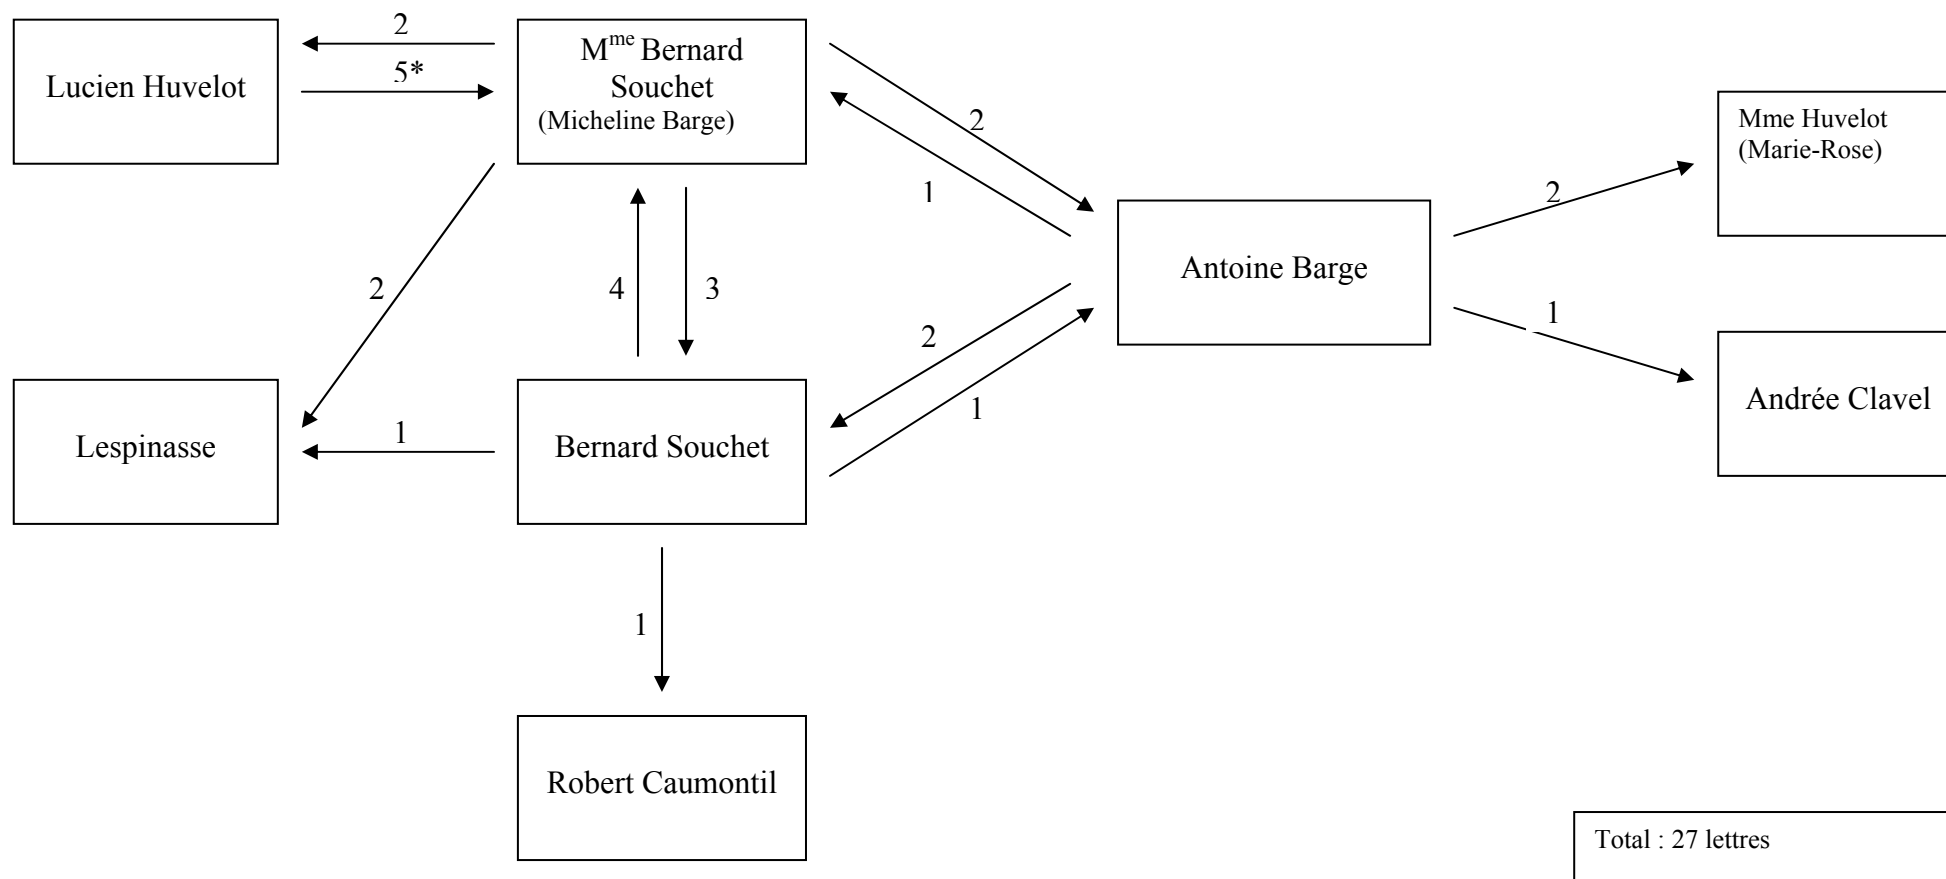 2
5*
Lucien Huvelot
Mme Bernard
Souchet
(Micheline Barge)
2
1
Mme Huvelot
(Marie-Rose)
2
Antoine Barge
2
4
3
1
2
1
Andrée Clavel
Lespinasse
1
Bernard Souchet
1
Robert Caumontil
Total : 27 lettres